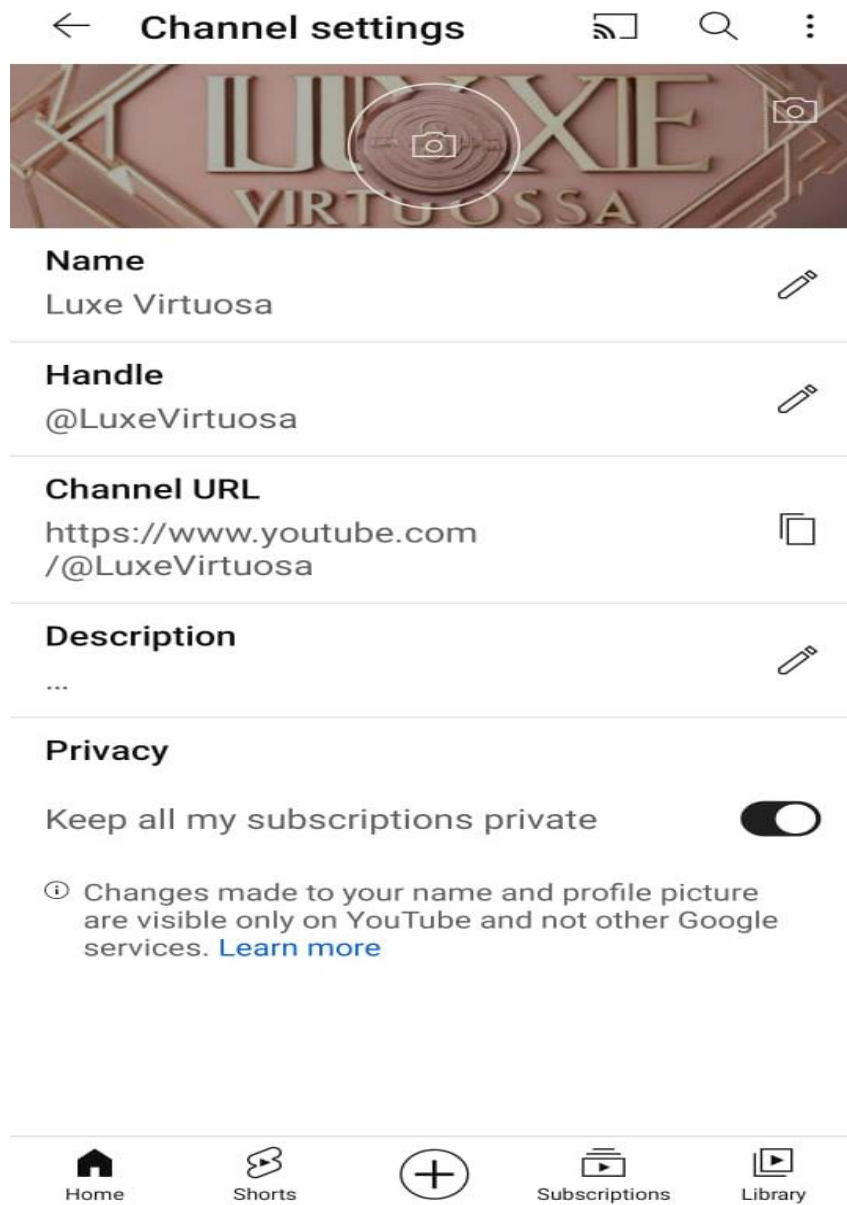 Channel settings
LUXE
VIRTUOSSA
Name
Luxe Virtuosa
Handle
@LuxeVirtuosa
Channel URL
https://www.youtube.com
/@LuxeVirtuosa
Description
...
Privacy
Keep all my subscriptions private
Changes made to your name and profile picture
are visible only on YouTube and not other Google
services. Learn more
Home
Shorts
Subscriptions
Library